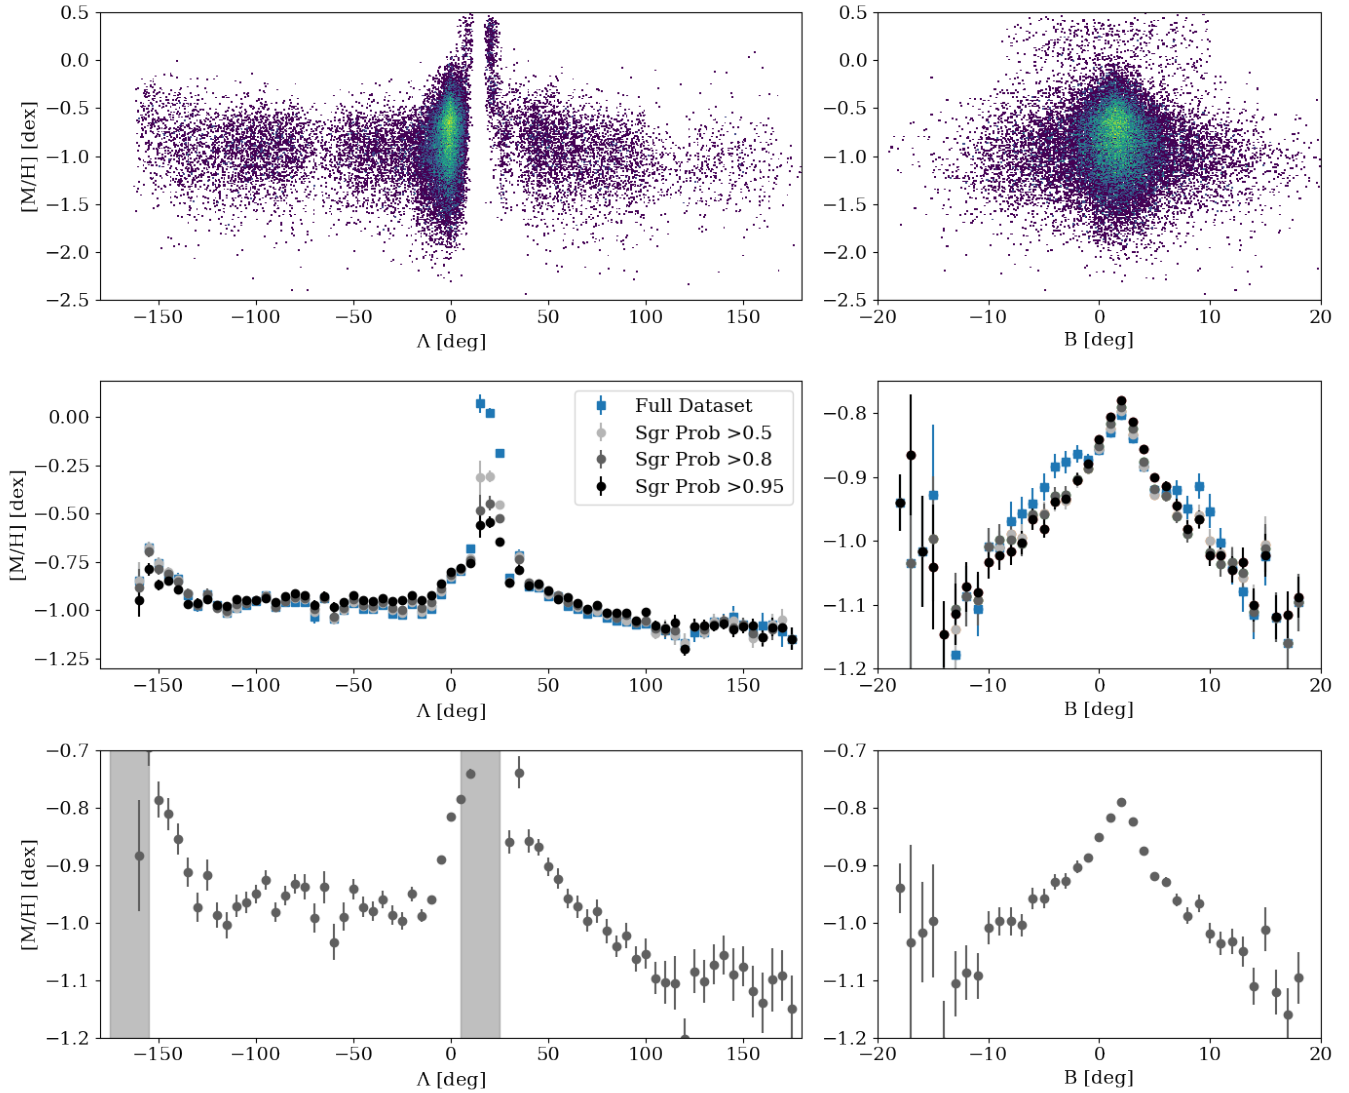 0.5
0.0
−0.5
−1.0
−1.5
−2.0
−2.5
[M/H] [dex]
−150 −100 −50 0 50 100 150
Λ [deg]
0.5
0.0
−0.5
−1.0
−1.5
−2.0
−2.5
−20 −10 0 10 20
B [deg]
0.00
−0.25
−0.50
−0.75
−1.00
−1.25
[M/H] [dex]
Full Dataset
Sgr Prob >0.5
Sgr Prob >0.8
Sgr Prob >0.95
−150 −100 −50 0 50 100 150
Λ [deg]
−0.8
−0.9
−1.0
−1.1
−1.2
−20 −10 0 10 20
B [deg]
−0.7
−0.8
−0.9
−1.0
−1.1
−1.2
[M/H] [dex]
−150 −100 −50 0 50 100 150
Λ [deg]
−0.7
−0.8
−0.9
−1.0
−1.1
−1.2
−20 −10 0 10 20
B [deg]